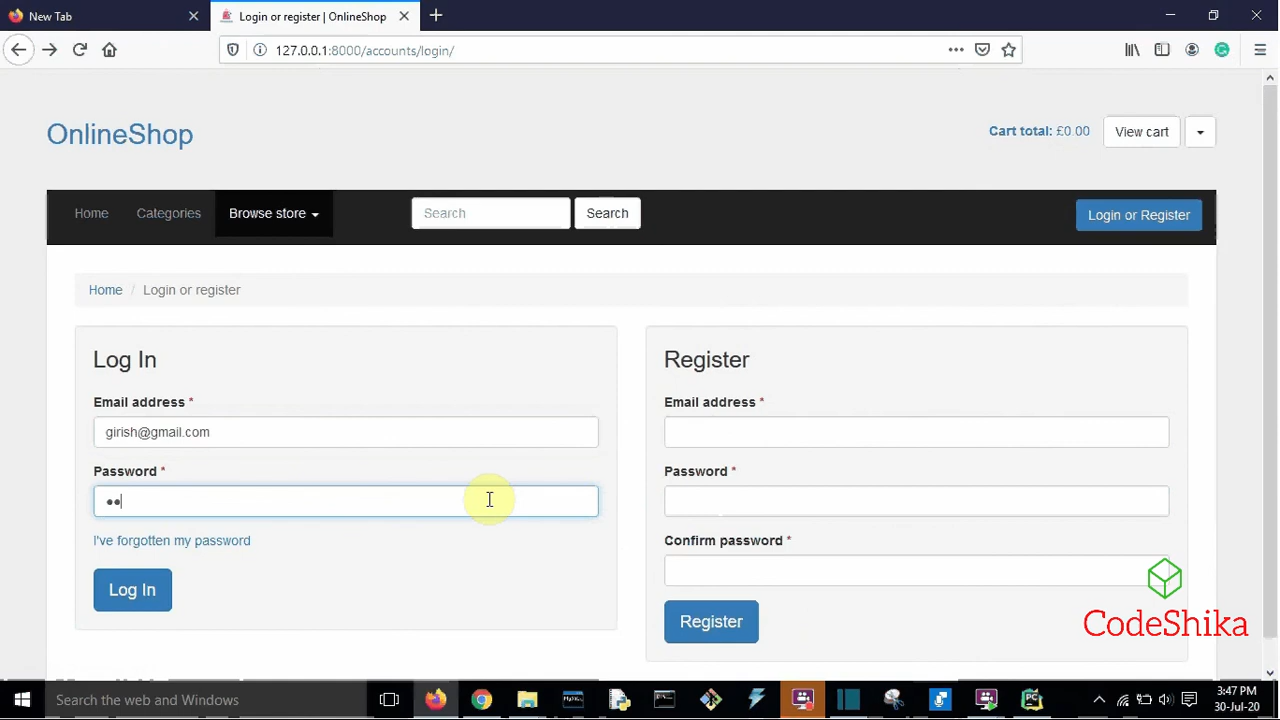 New Tab
Login or register | OnlineShop
127.0.0.1:8000/accounts/login/
OnlineShop
Cart total: £0.00
View cart
Home
Categories
Browse store
Search
Search
Login or Register
Home / Login or register
Log In
Email address *
girish@gmail.com
Password *
I've forgotten my password
Log In
Register
Email address *
Password *
Confirm password *
Register
CodeShika
Search the web and Windows
3:47 PM
30-Jul-20